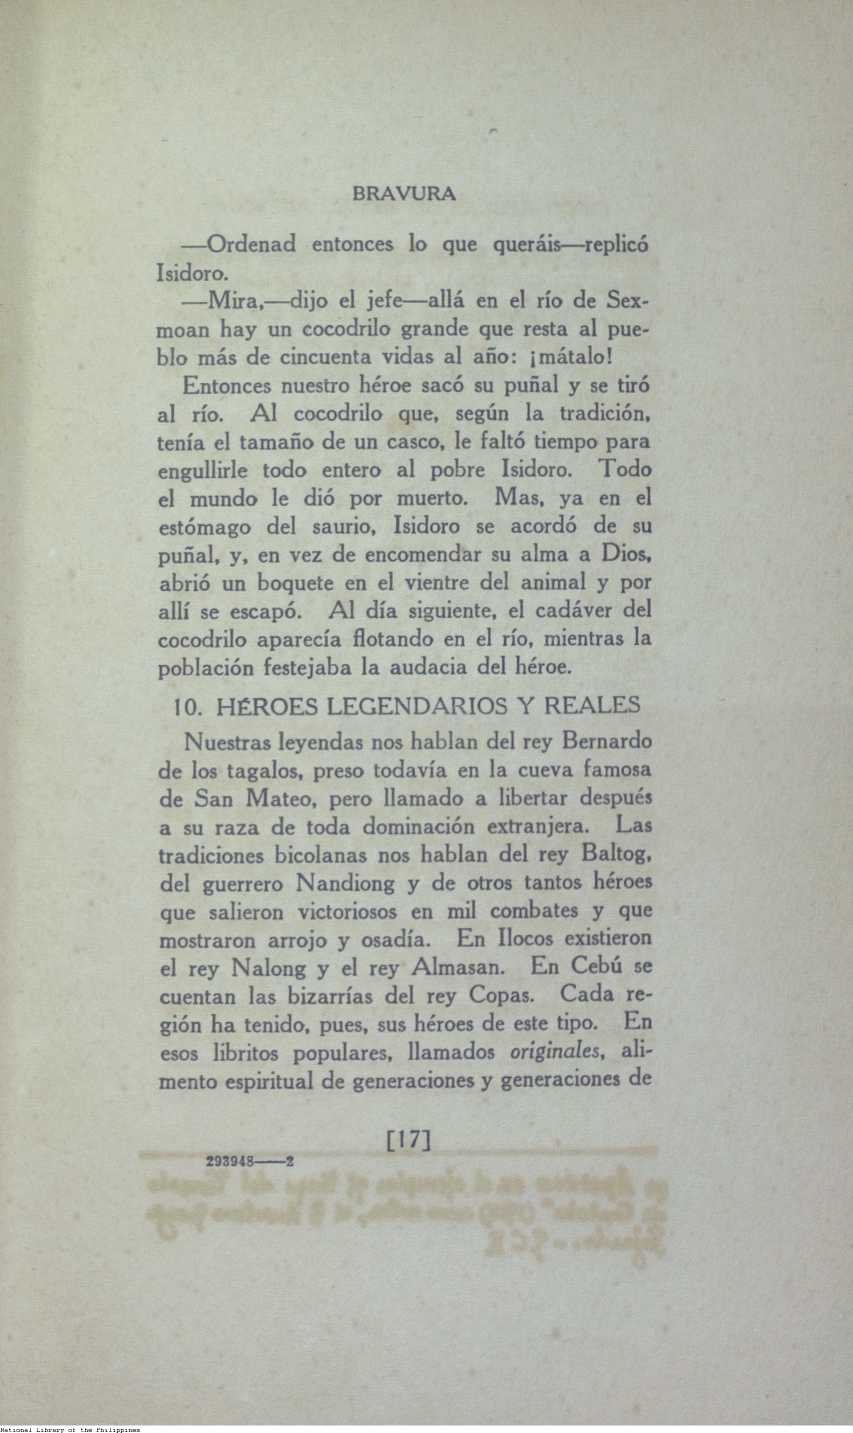 BRAVURA
—Ordenad entonces lo que queráis—replicó
Isidoro.
—Mira,—dijo el jefe—allá en el río de Sex-
moan hay un cocodrilo grande que resta al pue-
blo más de cincuenta vidas al año: ¡mátalo!
Entonces nuestro héroe sacó su puñal y se tiró
al río. Al cocodrilo que, según la tradición,
tenía el tamaño de un casco, le faltó tiempo para
engullirle todo entero al pobre Isidoro. Todo
el mundo le dió por muerto. Mas, ya en el
estómago del saurio, Isidoro se acordó de su
puñal, y, en vez de encomendar su alma a Dios,
abrió un boquete en el vientre del animal y por
allí se escapó. Al día siguiente, el cadáver del
cocodrilo aparecía flotando en el río, mientras la
población festejaba la audacia del héroe.
10. HÉROES LEGENDARIOS Y REALES
Nuestras leyendas nos hablan del rey Bernardo
de los tagalos, preso todavía en la cueva famosa
de San Mateo, pero llamado a libertar después
a su raza de toda dominación extranjera. Las
tradiciones bicolanas nos hablan del rey Baltog,
del guerrero Nandiong y de otros tantos héroes
que salieron victoriosos en mil combates y que
mostraron arrojo y osadía. En Ilocos existieron
el rey Nalong y el rey Almasan. En Cebú se
cuentan las bizarrías del rey Copas. Cada re-
gión ha tenido, pues, sus héroes de este tipo. En
esos libritos populares, llamados originales, ali-
mento espiritual de generaciones y generaciones de
[17]
293948——2
National Library of the Philippines